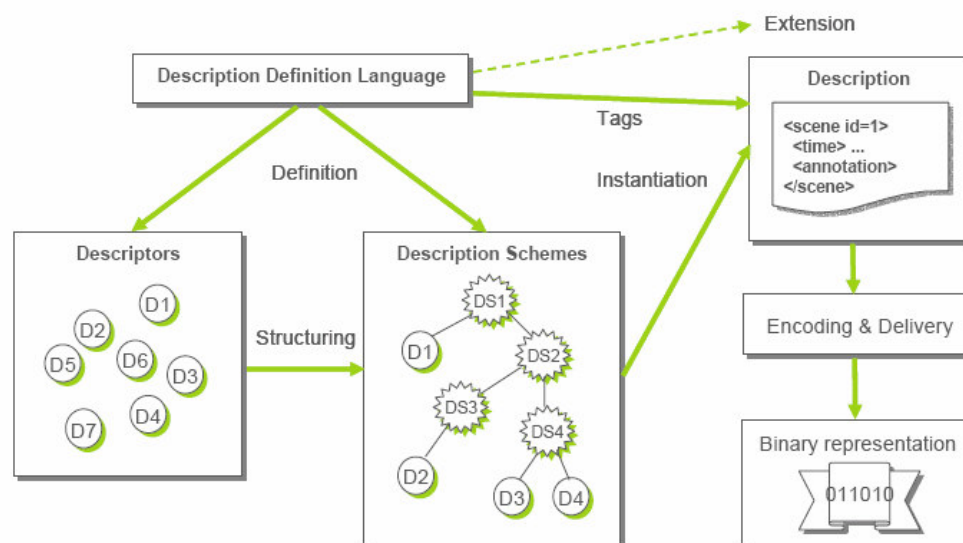 Extension
Description Definition Language
Description
Tags
<scene id=1>
<time> ...
<annotation>
</scene>
Definition
Instantiation
Descriptors
Description Schemes
D1
D2
D5
D6
D3
D7
D4
Structuring
DS1
D1
DS2
DS3
DS4
D2
D3
D4
Encoding & Delivery
Binary representation
011010